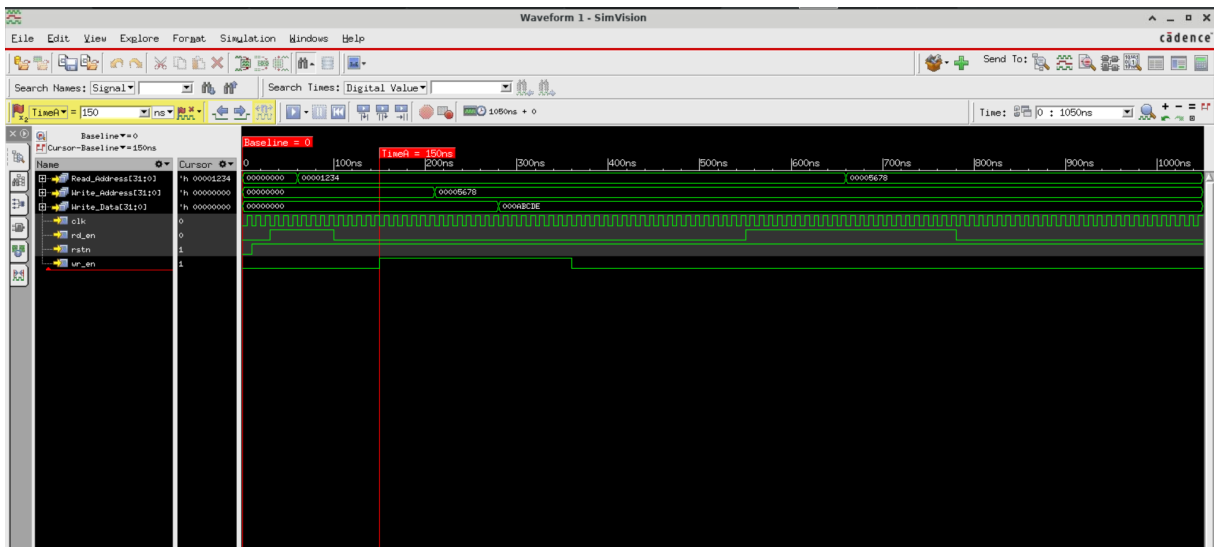 Waveform 1 - SimVision
File Edit View Explore Format Simulation Windows Help
cādence
Send To:
Search Names: Signal
Search Times: Digital Value
TimeA = 150 ns
1050ns + 0
Time: 0 : 1050ns
Baseline = 0
Cursor-Baseline = 150ns
Baseline = 0
TimeA = 150ns
Name Cursor 0 100ns 200ns 300ns 400ns 500ns 600ns 700ns 800ns 900ns 1000ns
Read_Address[31:0] 'h 00001234 00000000 00001234 00005678
Write_Address[31:0] 'h 00000000 00000000 00005678
Write_Data[31:0] 'h 00000000 00000000 000ABCDE
clk 0
rd_en 0
rstn 1
wr_en 1